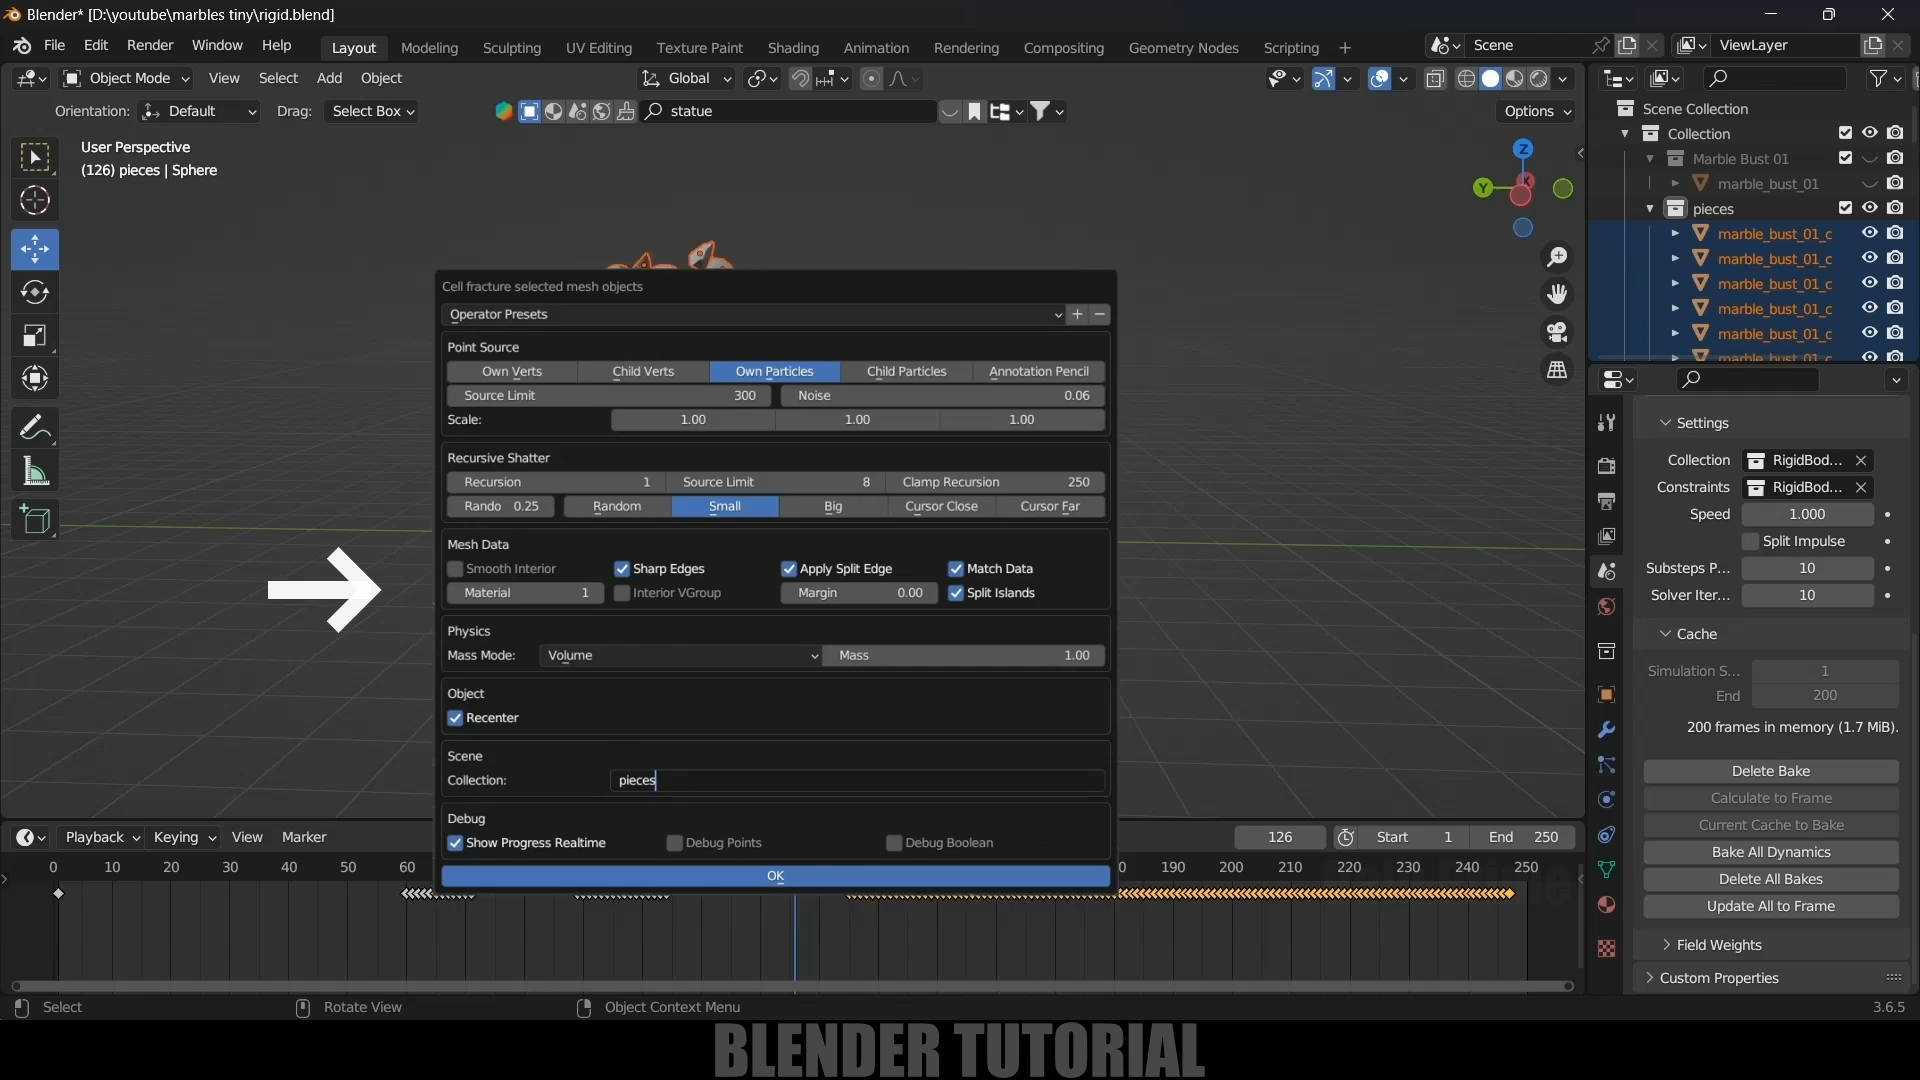 Blender* [D:\youtube\marbles tiny\rigid.blend]
File Edit Render Window Help Layout Modeling Sculpting UV Editing Texture Paint Shading Animation Rendering Compositing Geometry Nodes Scripting + Scene ViewLayer
Object Mode View Select Add Object Global
Orientation: Default Drag: Select Box statue Options
User Perspective
(126) pieces | Sphere
Z
Y
X
Scene Collection
Collection
Marble Bust 01
marble_bust_01
pieces
marble_bust_01_c
marble_bust_01_c
marble_bust_01_c
marble_bust_01_c
marble_bust_01_c
marble_bust_01_c
Cell fracture selected mesh objects
Operator Presets
Point Source
Own Verts Child Verts Own Particles Child Particles Annotation Pencil
Source Limit 300 Noise 0.06
Scale: 1.00 1.00 1.00
Recursive Shatter
Recursion 1 Source Limit 8 Clamp Recursion 250
Rando 0.25 Random Small Big Cursor Close Cursor Far
Mesh Data
Smooth Interior Sharp Edges Apply Split Edge Match Data
Material 1 Interior VGroup Margin 0.00 Split Islands
Physics
Mass Mode: Volume Mass 1.00
Object
Recenter
Scene
Collection: pieces
Debug
Show Progress Realtime Debug Points Debug Boolean
OK
Settings
Collection RigidBod...
Constraints RigidBod...
Speed 1.000
Split Impulse
Substeps P... 10
Solver Iter... 10
Cache
Simulation S... 1
End 200
200 frames in memory (1.7 MiB).
Delete Bake
Calculate to Frame
Current Cache to Bake
Bake All Dynamics
Delete All Bakes
Update All to Frame
Field Weights
Custom Properties
Playback Keying View Marker 126 Start 1 End 250
0 10 20 30 40 50 60 0 190 200 210 220 230 240 250
Select Rotate View Object Context Menu 3.6.5
BLENDER TUTORIAL